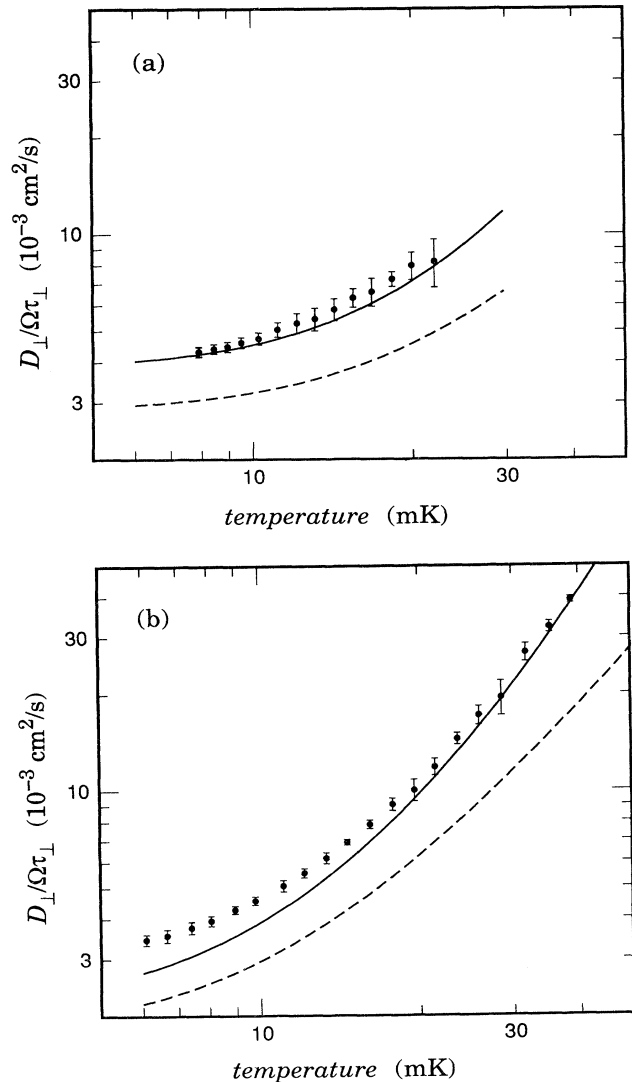 (a)
30
10
3
D⊥/Ωτ⊥ (10⁻³ cm²/s)
10
30
temperature (mK)
(b)
30
10
3
D⊥/Ωτ⊥ (10⁻³ cm²/s)
10
30
temperature (mK)